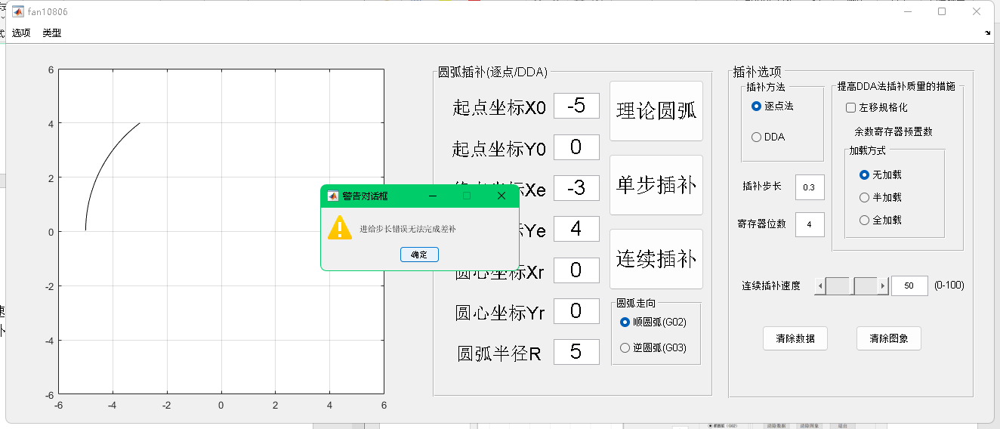 fan10806
选项 类型
6
4
2
0
-2
-4
-6
-6 -4 -2 0 2 4 6
圆弧插补(逐点/DDA)
起点坐标X0 -5
起点坐标Y0 0
坐标Xe -3
Ye 4
圆心坐标Xr 0
圆心坐标Yr 0
圆弧半径R 5
理论圆弧
单步插补
连续插补
圆弧走向
顺圆弧(G02)
逆圆弧(G03)
警告对话框
进给步长错误无法完成差补
确定
插补选项
插补方法
逐点法
DDA
插补步长 0.3
寄存器位数 4
提高DDA法插补质量的措施
左移规格化
余数寄存器预置数
加载方式
无加载
半加载
全加载
连续插补速度 50 (0-100)
清除数据 清除图象